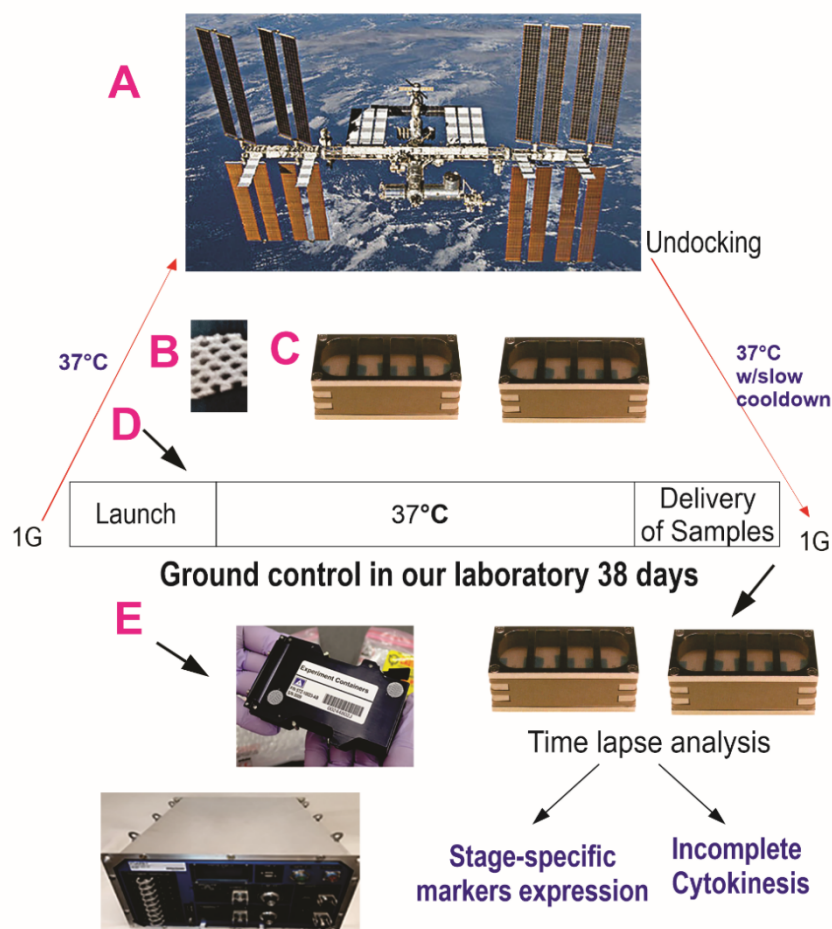 A
Undocking
37°C
B
C
37°C
w/slow
cooldown
D
1G
Launch
37°C
Delivery
of Samples
1G
Ground control in our laboratory 38 days
E
Experiment Containers
Time lapse analysis
Stage-specific
markers expression
Incomplete
Cytokinesis